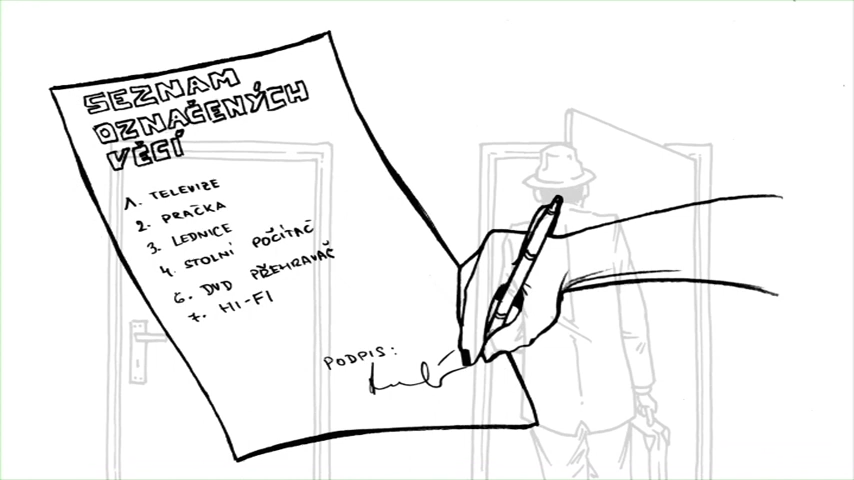 SEZNAM
OZNAČENÝCH
VĚCÍ
1. TELEVIZE
2. PRAČKA
3. LEDNICE
4. STOLNÍ POČÍTAČ
6. DVD PŘEHRAVAČ
7. HI-FI
PODPIS: